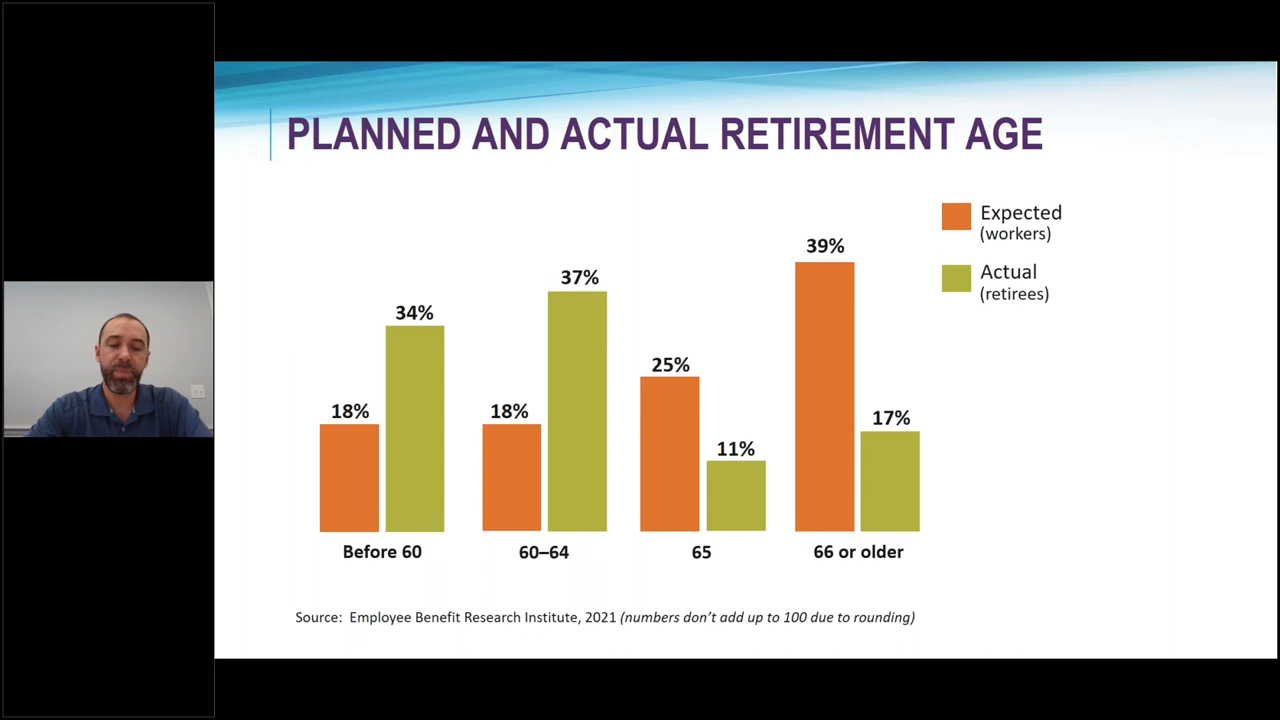 PLANNED AND ACTUAL RETIREMENT AGE
Expected
(workers)
Actual
(retirees)
18%
34%
18%
37%
25%
11%
39%
17%
Before 60
60–64
65
66 or older
Source:  Employee Benefit Research Institute, 2021 (numbers don’t add up to 100 due to rounding)